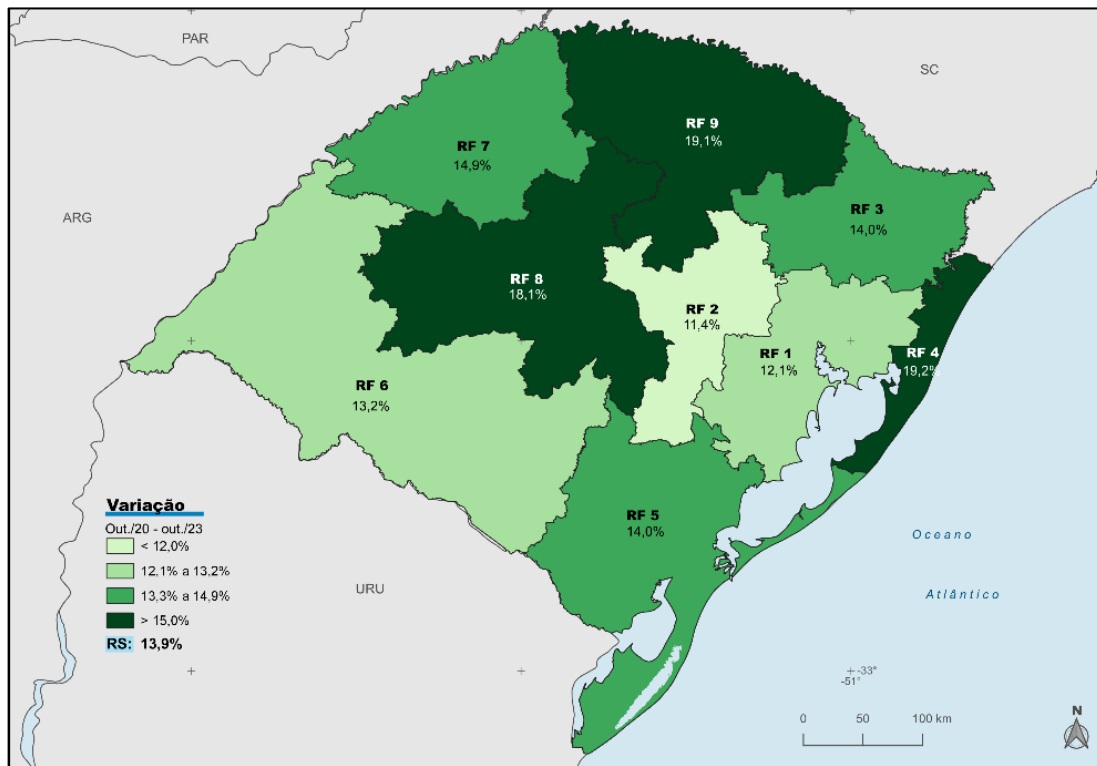 PAR
SC
ARG
RF 9
19,1%
RF 7
14,9%
RF 3
14,0%
RF 8
18,1%
RF 2
11,4%
RF 1
12,1%
RF 4
19,2%
RF 6
13,2%
RF 5
14,0%
URU
Oceano
Atlântico
Variação
Out./20 - out./23
< 12,0%
12,1% a 13,2%
13,3% a 14,9%
> 15,0%
RS: 13,9%
-33°
-51°
0 50 100 km
N